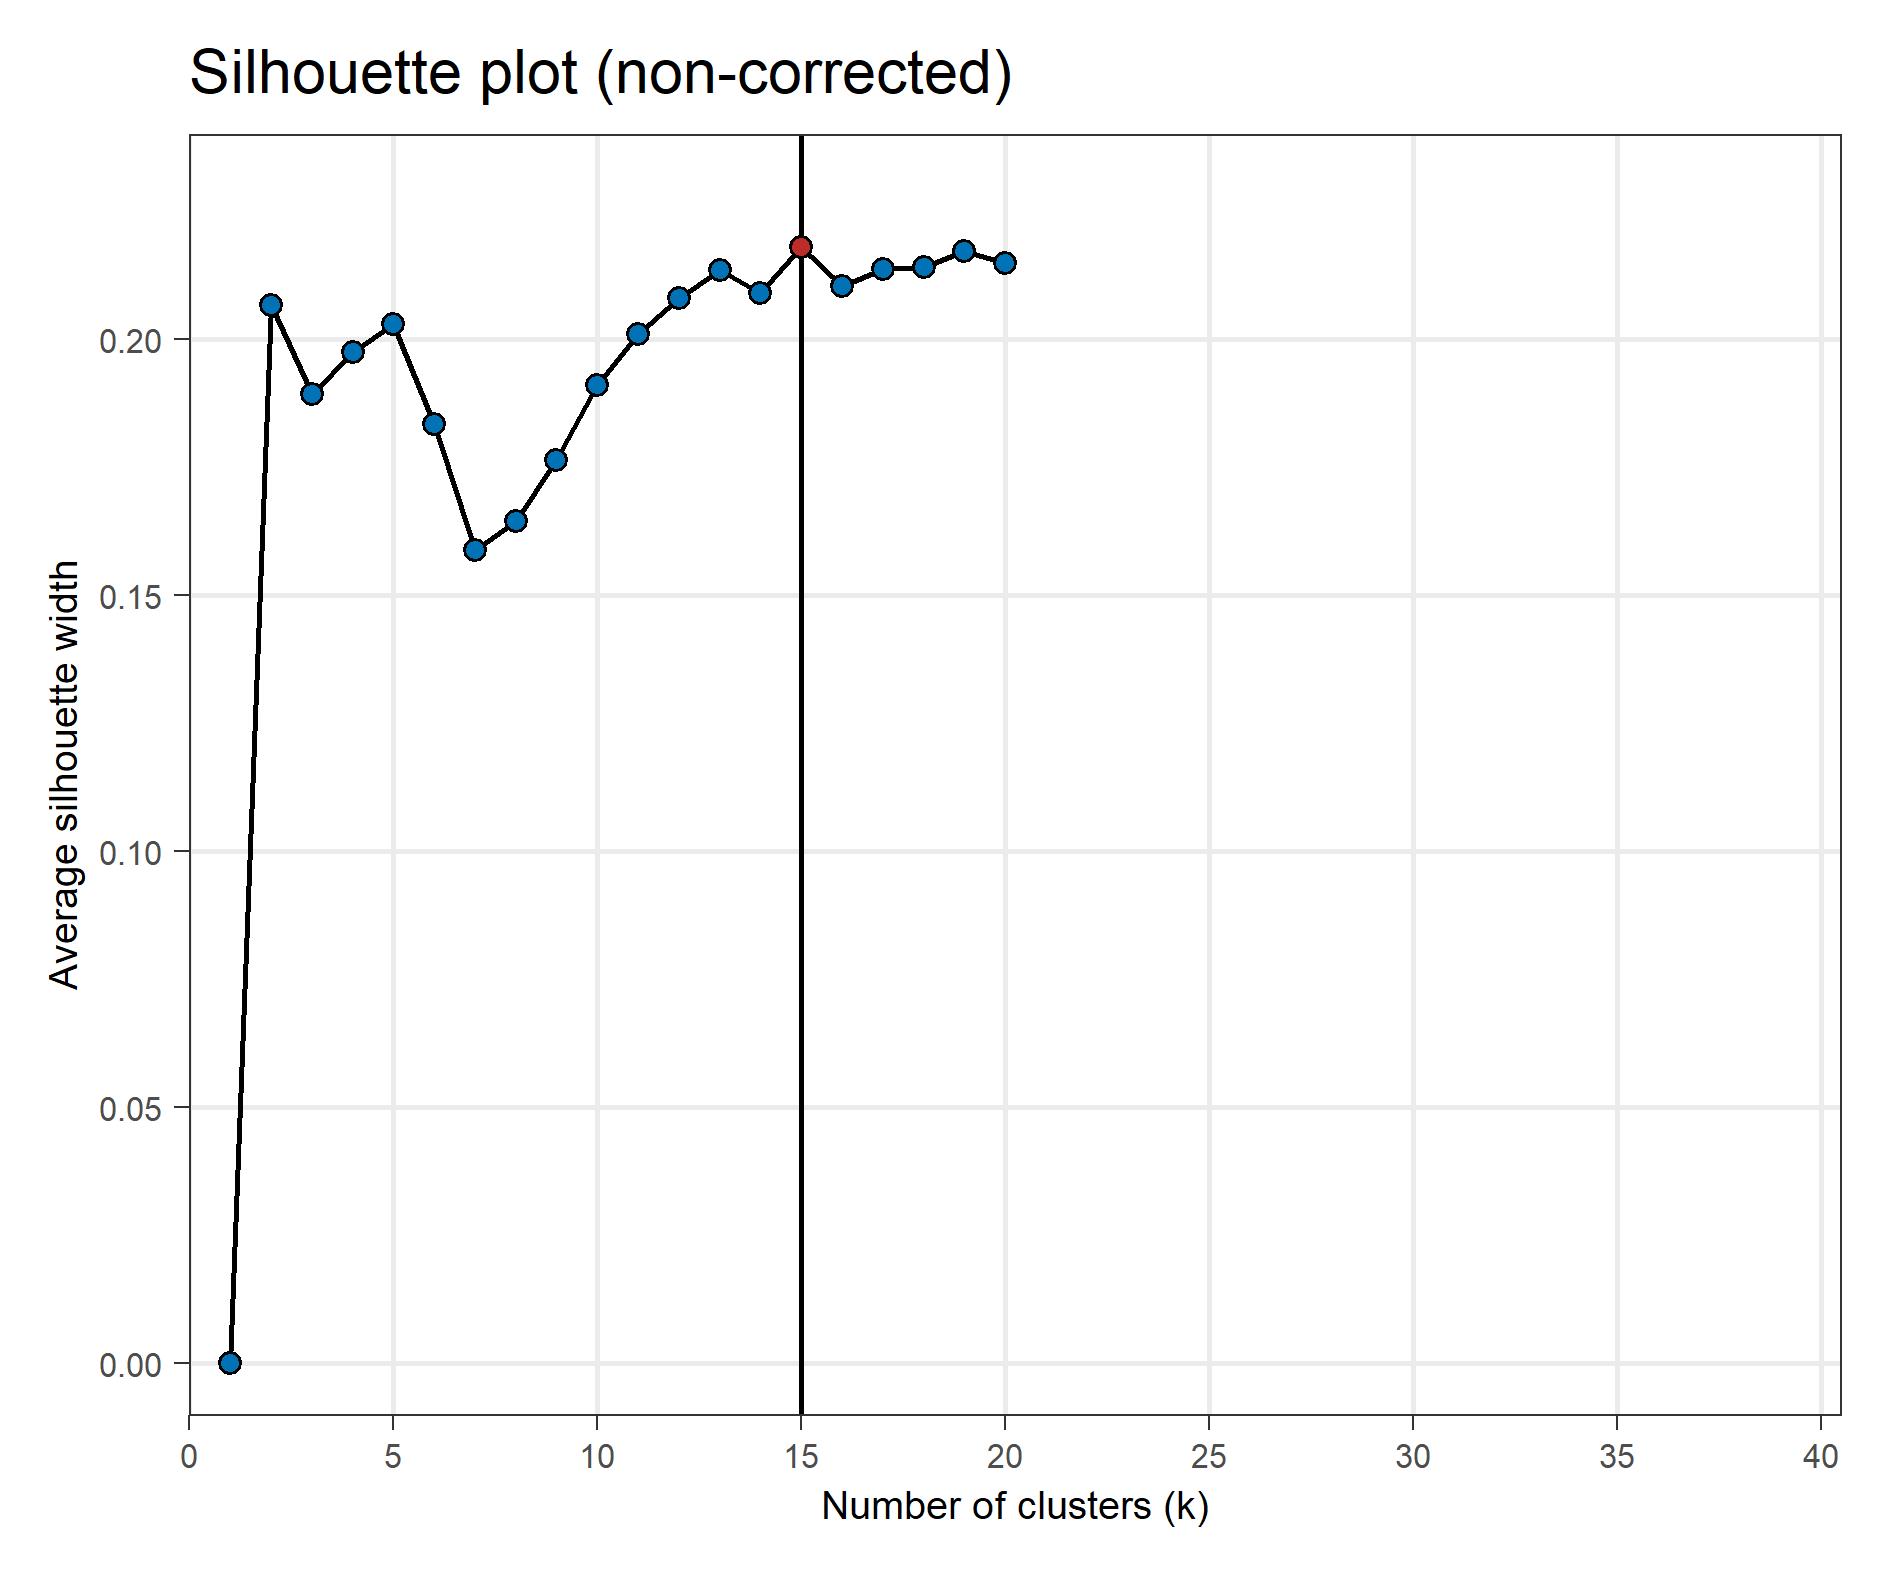 Silhouette plot (non-corrected)
Average silhouette width
0.20
0.15
0.10
0.05
0.00
0 5 10 15 20 25 30 35 40
Number of clusters (k)